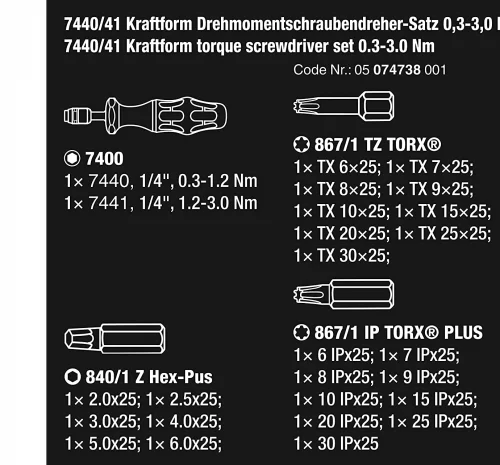 7440/41 Kraftform Drehmomentschraubendreher-Satz 0,3-3,0
7440/41 Kraftform torque screwdriver set 0.3-3.0 Nm
Code Nr.: 05 074738 001
7400
1× 7440, 1/4", 0.3-1.2 Nm
1× 7441, 1/4", 1.2-3.0 Nm
867/1 TZ TORX®
1× TX 6×25; 1× TX 7×25;
1× TX 8×25; 1× TX 9×25;
1× TX 10×25; 1× TX 15×25;
1× TX 20×25; 1× TX 25×25;
1× TX 30×25;
840/1 Z Hex-Pus
1× 2.0x25; 1× 2.5x25;
1× 3.0x25; 1× 4.0x25;
1× 5.0x25; 1× 6.0x25;
867/1 IP TORX® PLUS
1× 6 IPx25; 1× 7 IPx25;
1× 8 IPx25; 1× 9 IPx25;
1× 10 IPx25; 1× 15 IPx25;
1× 20 IPx25; 1× 25 IPx25;
1× 30 IPx25